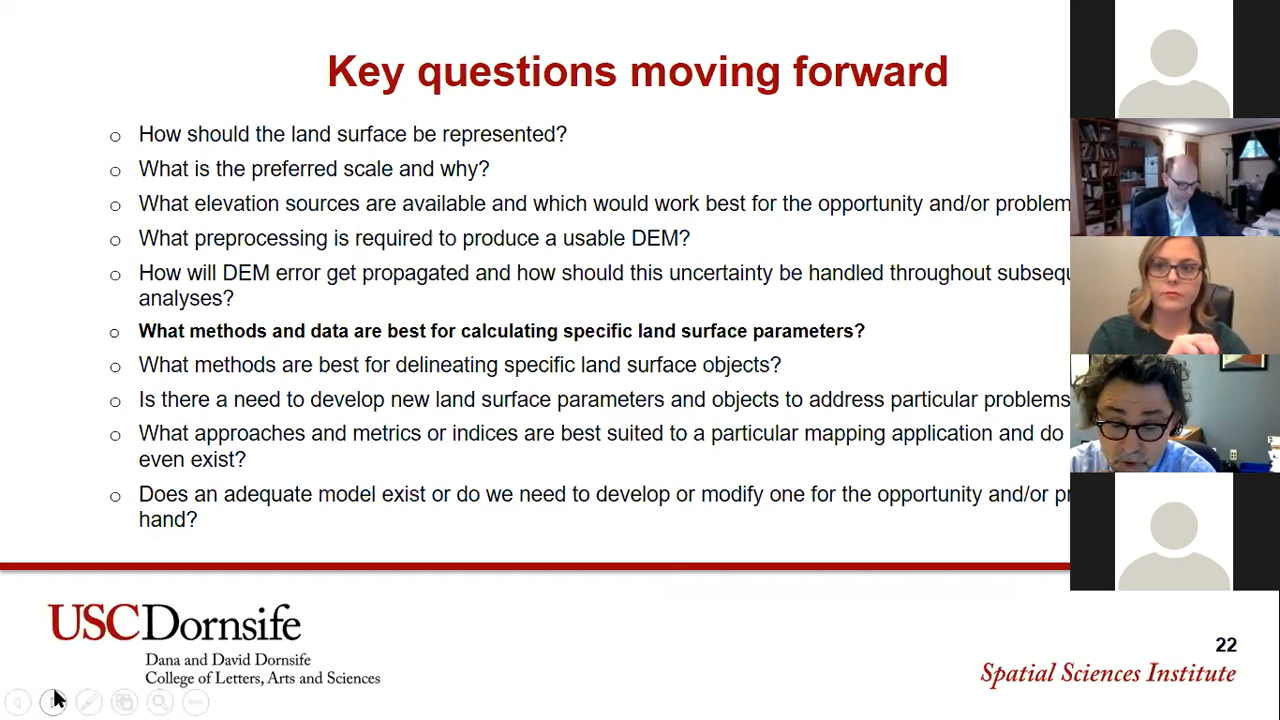 Key questions moving forward
How should the land surface be represented?
What is the preferred scale and why?
What elevation sources are available and which would work best for the opportunity and/or problem
What preprocessing is required to produce a usable DEM?
How will DEM error get propagated and how should this uncertainty be handled throughout
analyses?
What methods and data are best for calculating specific land surface parameters?
What methods are best for delineating specific land surface objects?
Is there a need to develop new land surface parameters and objects to address particular problems
What approaches and metrics or indices are best suited to a particular mapping application and do
even exist?
Does an adequate model exist or do we need to develop or modify one for the opportunity and/or
hand?
USCDornsife
Dana and David Dornsife
College of Letters, Arts and Sciences
22
Spatial Sciences Institute